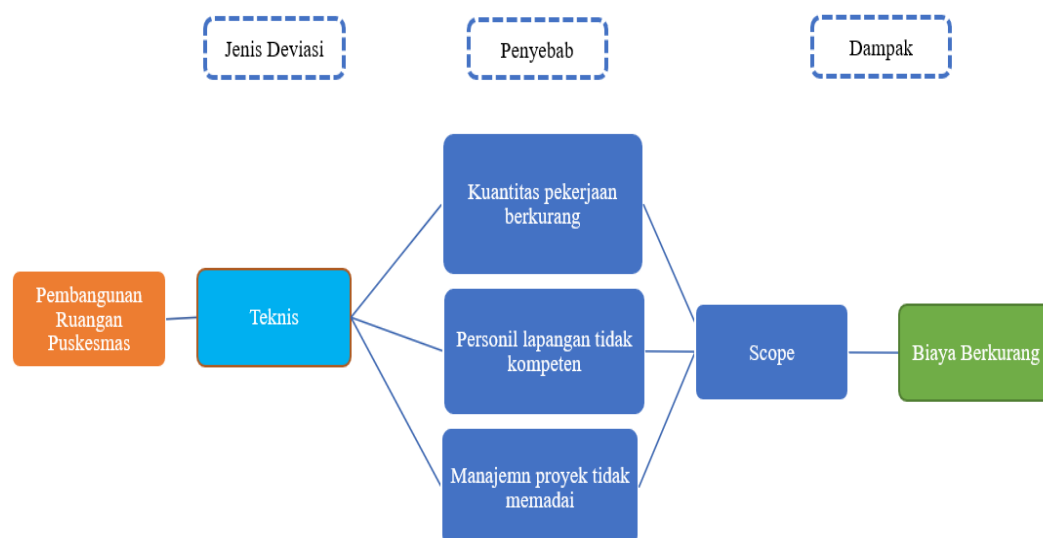 Jenis Deviasi
Penyebab
Dampak
Kuantitas pekerjaan
berkurang
Pembangunan
Ruangan
Puskesmas
Teknis
Personil lapangan tidak
kompeten
Scope
Biaya Berkurang
Manajemn proyek tidak
memadai